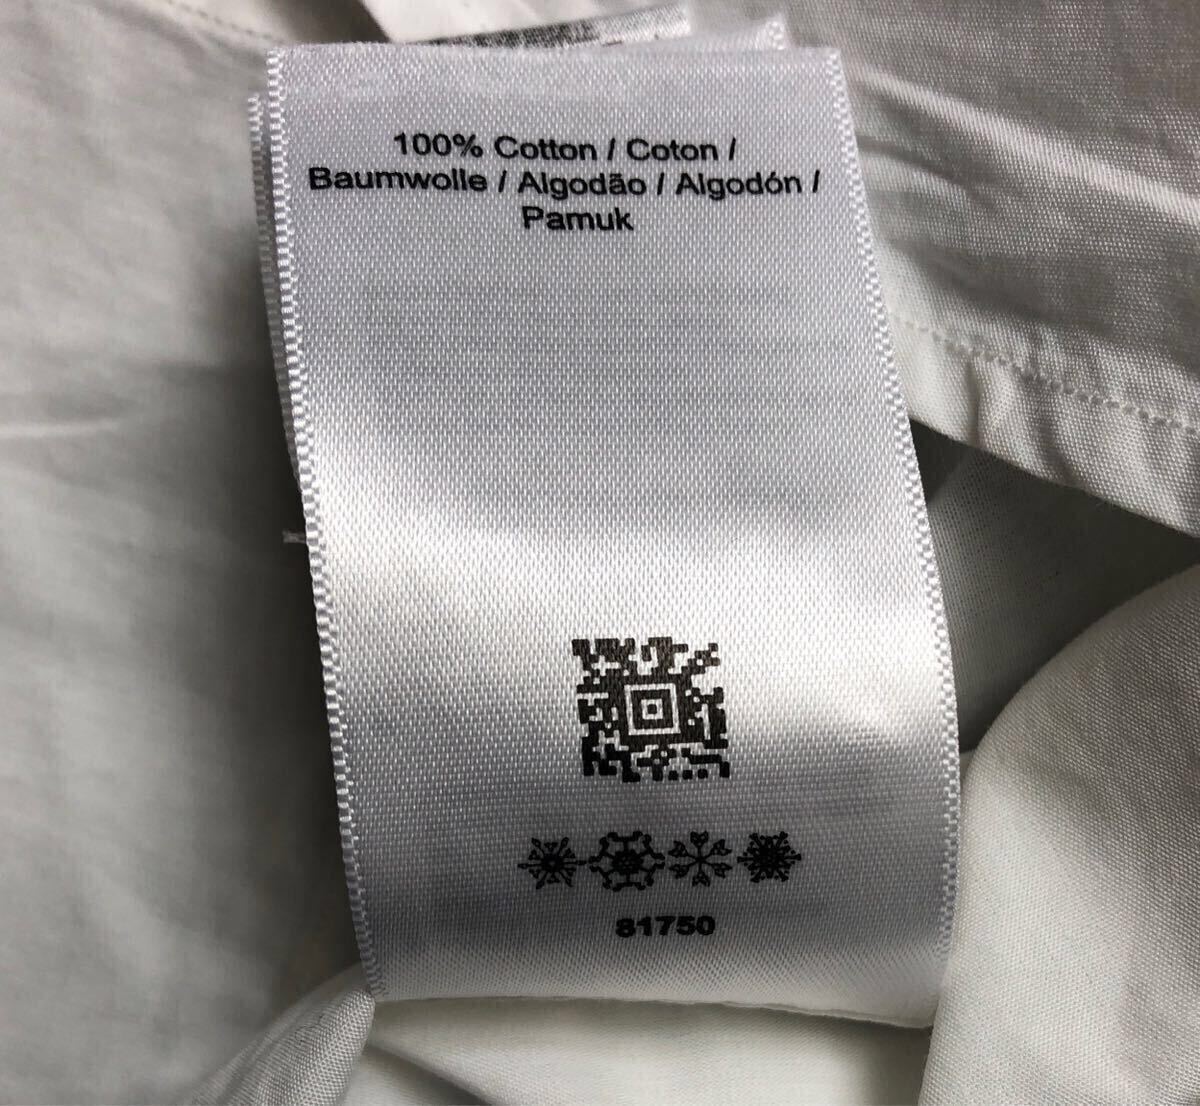 100% Cotton / Coton /
Baumwolle / Algodão / Algodón /
Pamuk
81750